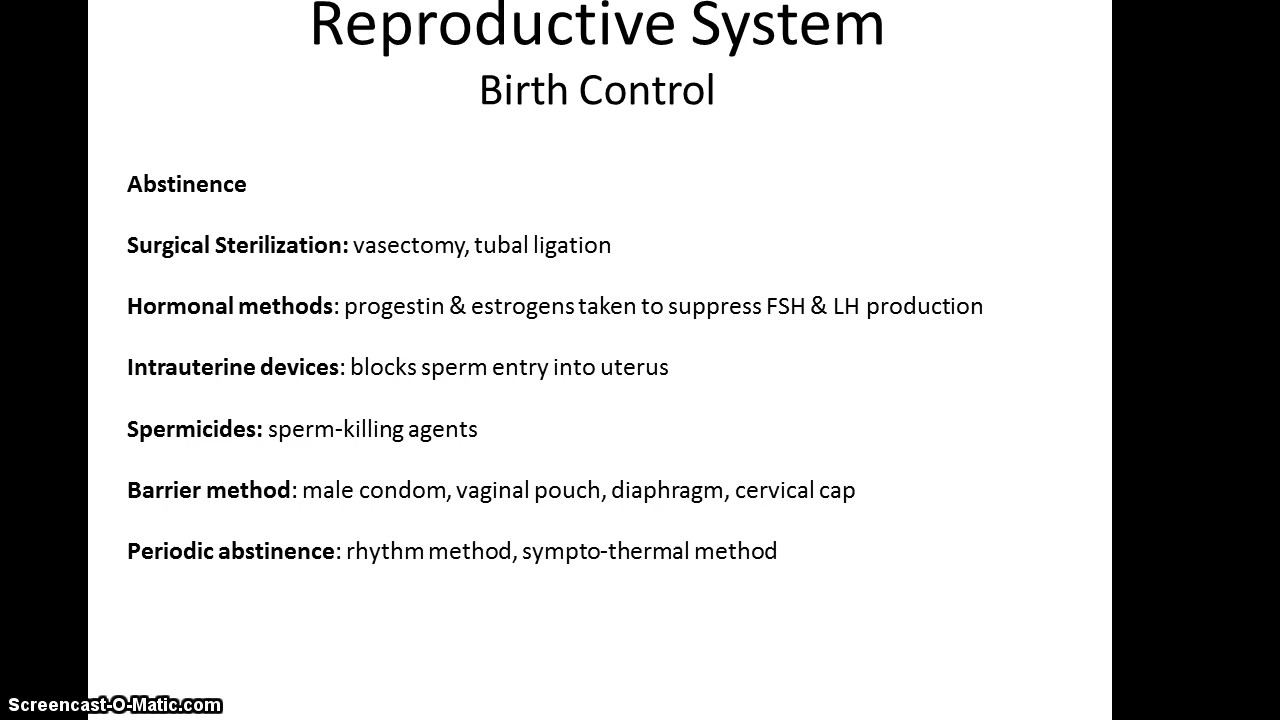 Reproductive System
Birth Control
Abstinence
Surgical Sterilization: vasectomy, tubal ligation
Hormonal methods: progestin & estrogens taken to suppress FSH & LH production
Intrauterine devices: blocks sperm entry into uterus
Spermicides: sperm-killing agents
Barrier method: male condom, vaginal pouch, diaphragm, cervical cap
Periodic abstinence: rhythm method, sympto-thermal method
Screencast-O-Matic.com